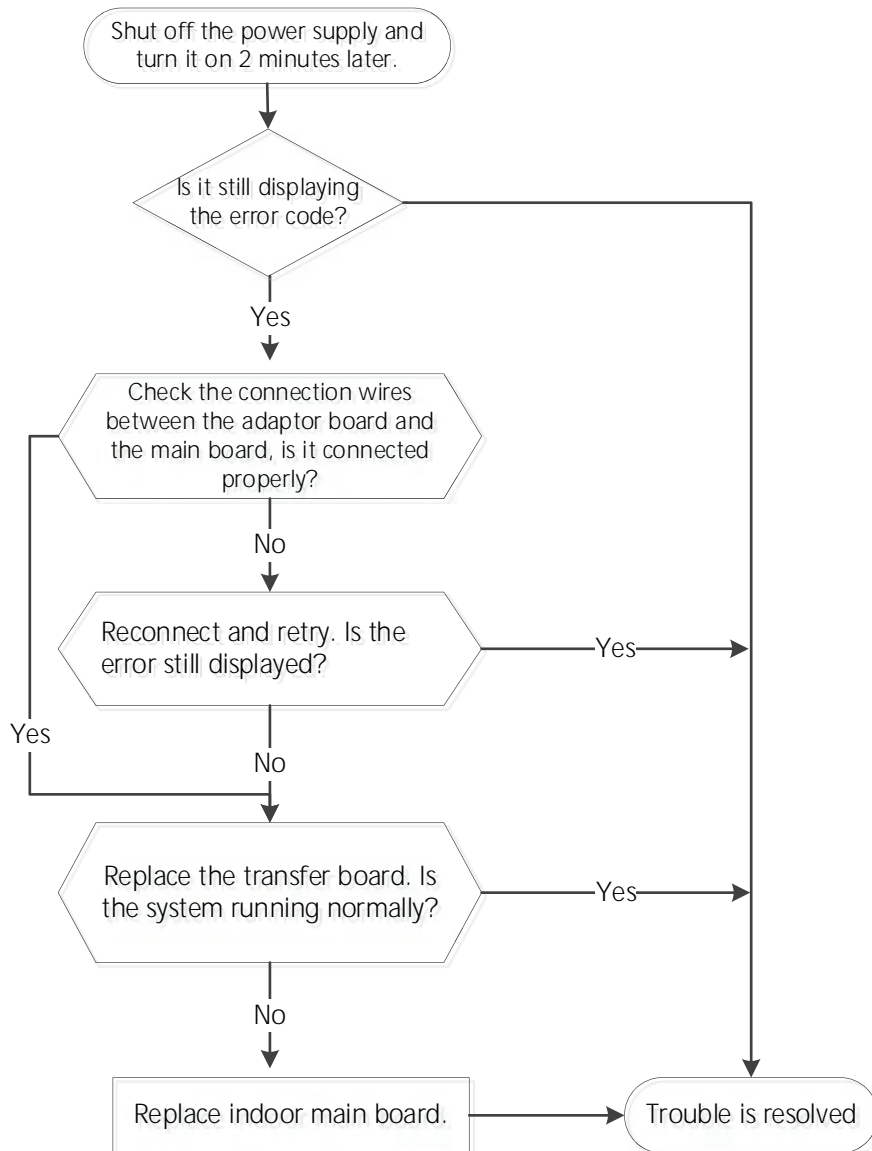 Shut off the power supply and
turn it on 2 minutes later.
Is it still displaying
the error code?
Yes
Check the connection wires
between the adaptor board and
the main board, is it connected
properly?
No
Reconnect and retry. Is the
error still displayed?
Yes
Yes
No
Replace the transfer board. Is
the system running normally?
Yes
No
Replace indoor main board.
Trouble is resolved